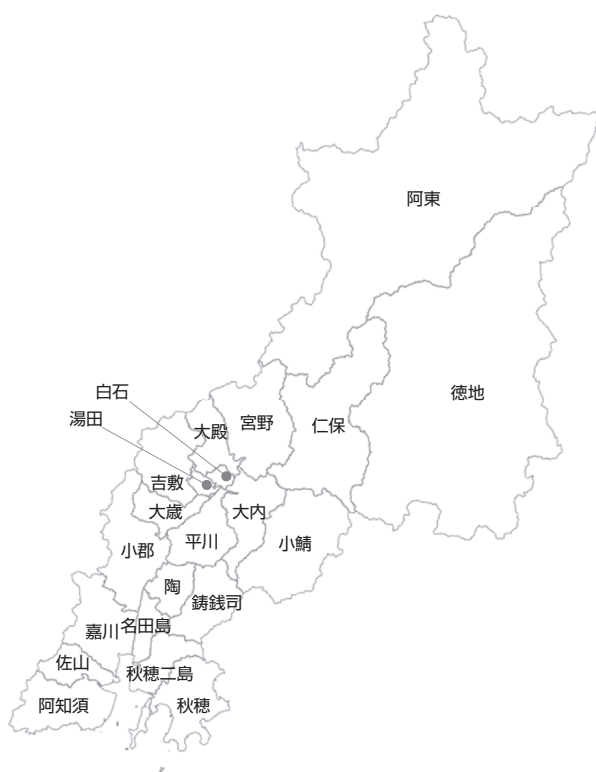 阿東
徳地
白石
湯田
大殿
宮野
仁保
吉敷
大歳
大内
平川
小鯖
小郡
陶
鋳銭司
嘉川
名田島
佐山
秋穂二島
阿知須
秋穂